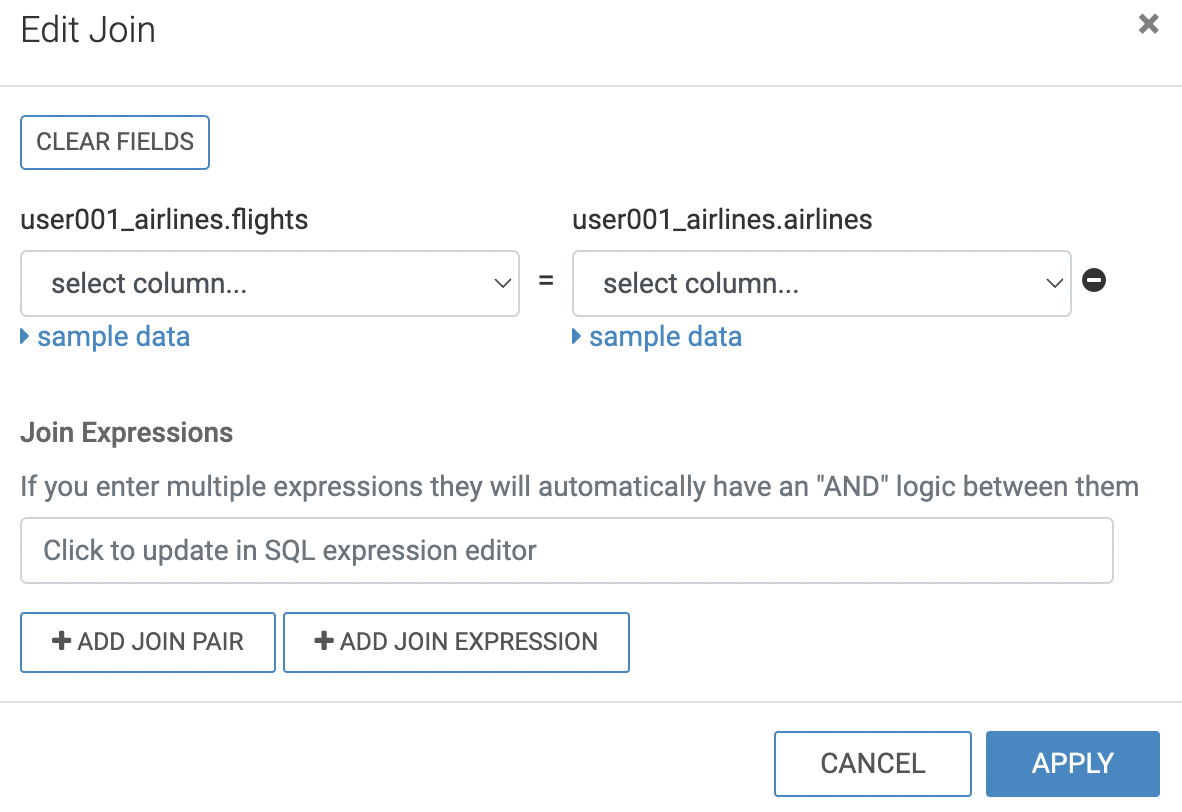 Edit Join
CLEAR FIELDS
user001_airlines.flights
user001_airlines.airlines
select column...
=
select column...
sample data
sample data
Join Expressions
If you enter multiple expressions they will automatically have an "AND" logic between them
Click to update in SQL expression editor
ADD JOIN PAIR
ADD JOIN EXPRESSION
CANCEL
APPLY